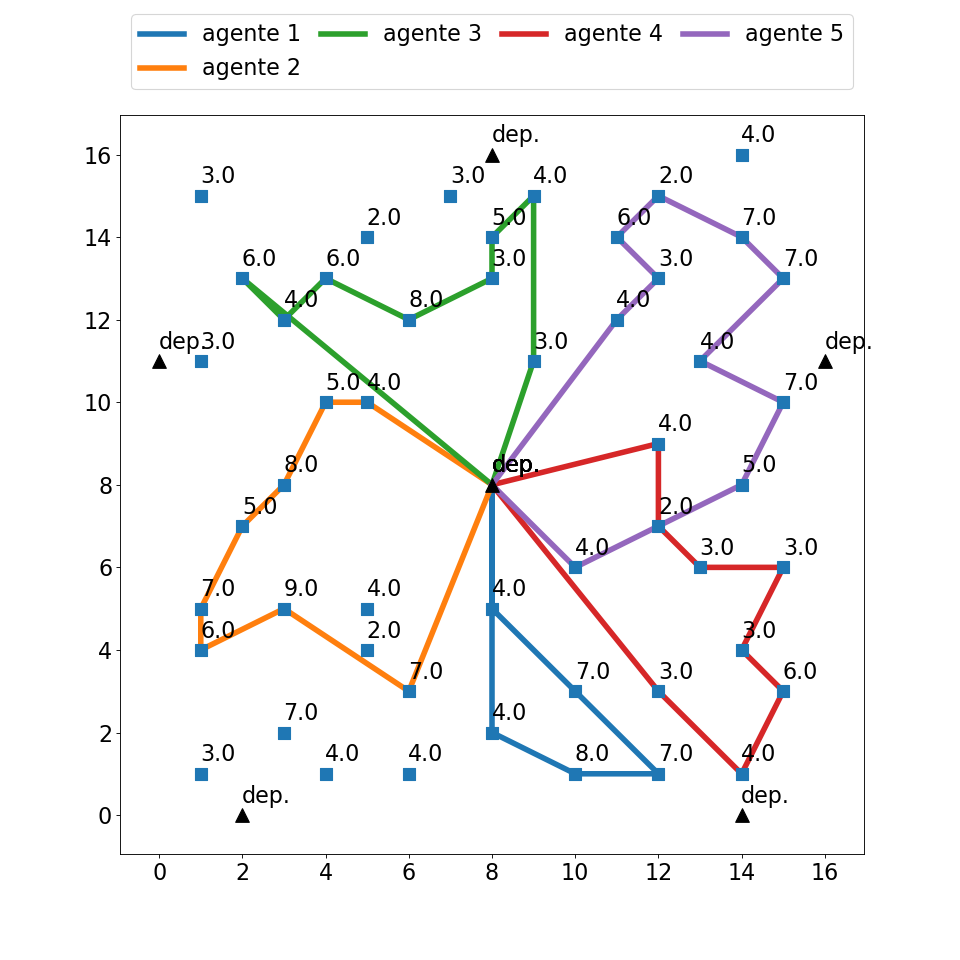 agente 1 agente 3 agente 4 agente 5
agente 2
dep. 4.0
16
3.0 3.0 4.0 2.0
2.0 5.0 6.0 7.0
14
6.0 6.0 3.0 3.0 7.0
4.0 8.0 4.0
12
dep. 3.0 3.0 4.0 dep.
5.0 4.0 7.0
10
4.0
8.0 dep. 5.0
8
5.0 2.0
4.0 3.0 3.0
6
7.0 9.0 4.0 4.0
6.0 2.0 3.0
4
7.0 7.0 3.0 6.0
7.0 4.0
2
3.0 4.0 4.0 8.0 7.0 4.0
dep. dep.
0
0 2 4 6 8 10 12 14 16